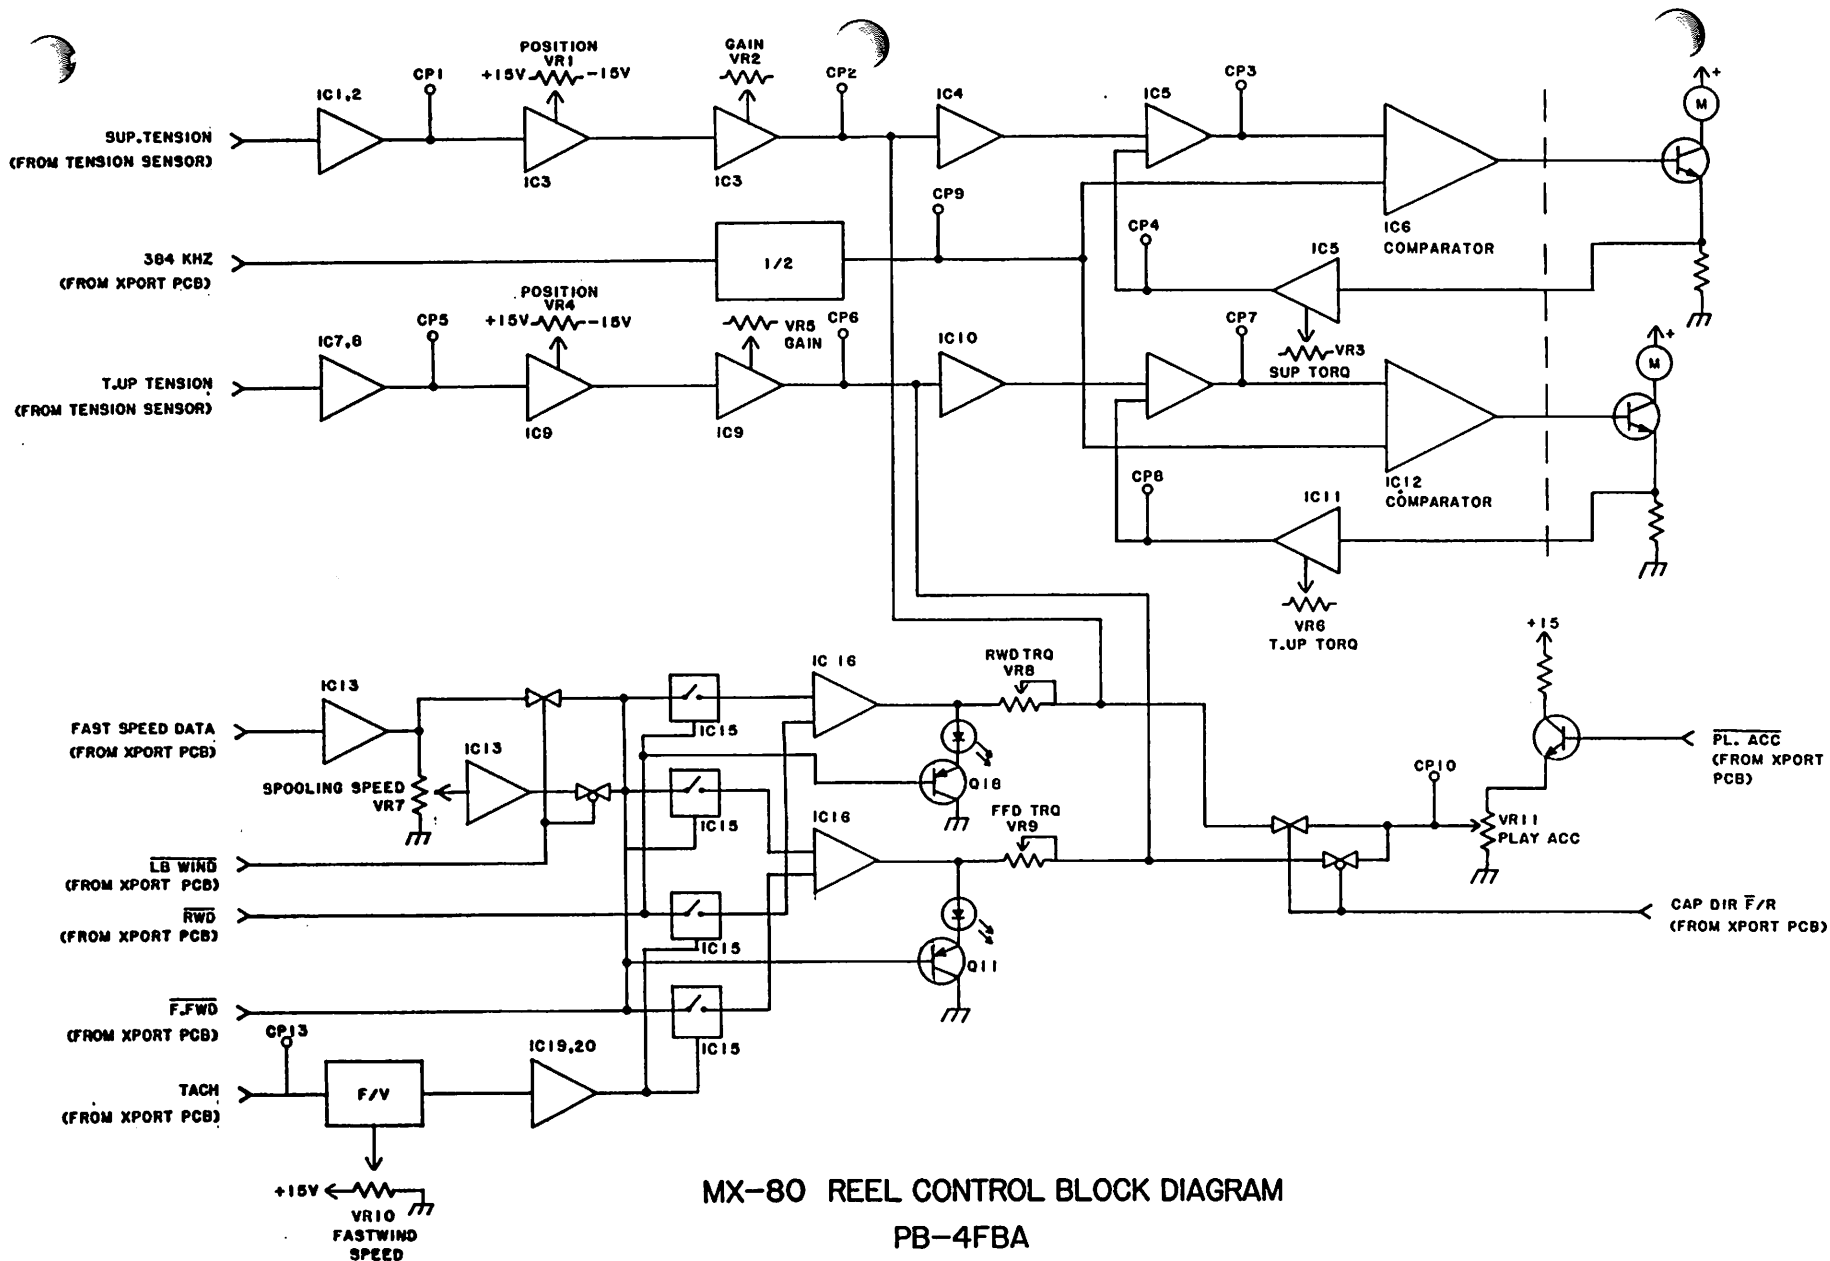 POSITION
VR1
+15V -15V
GAIN
VR2
CP1
CP2
CP3
IC1,2
IC4
IC5
+
M
SUP.TENSION
(FROM TENSION SENSOR)
IC3
IC3
CP9
CP4
IC6
COMPARATOR
IC5
384 KHZ
(FROM XPORT PCB)
1/2
POSITION
VR4
+15V -15V
VR5
GAIN
CP5
CP6
CP7
VR3
SUP TORQ
+
M
IC7,8
IC10
T.UP TENSION
(FROM TENSION SENSOR)
IC9
IC9
CP8
IC11
IC12
COMPARATOR
VR6
T.UP TORQ
+15
IC13
IC 16
RWD TRQ
VR8
FAST SPEED DATA
(FROM XPORT PCB)
IC15
IC13
PL. ACC
(FROM XPORT
PCB)
SPOOLING SPEED
VR7
Q18
CP10
IC15
IC16
FFD TRQ
VR9
VR11
PLAY ACC
LB WIND
(FROM XPORT PCB)
RWD
(FROM XPORT PCB)
IC15
CAP DIR F̅/R
(FROM XPORT PCB)
Q11
F.FWD
(FROM XPORT PCB)
CP13
IC19,20
IC15
TACH
(FROM XPORT PCB)
F/V
+15V
VR10
FASTWIND
SPEED
MX-80 REEL CONTROL BLOCK DIAGRAM
PB-4FBA